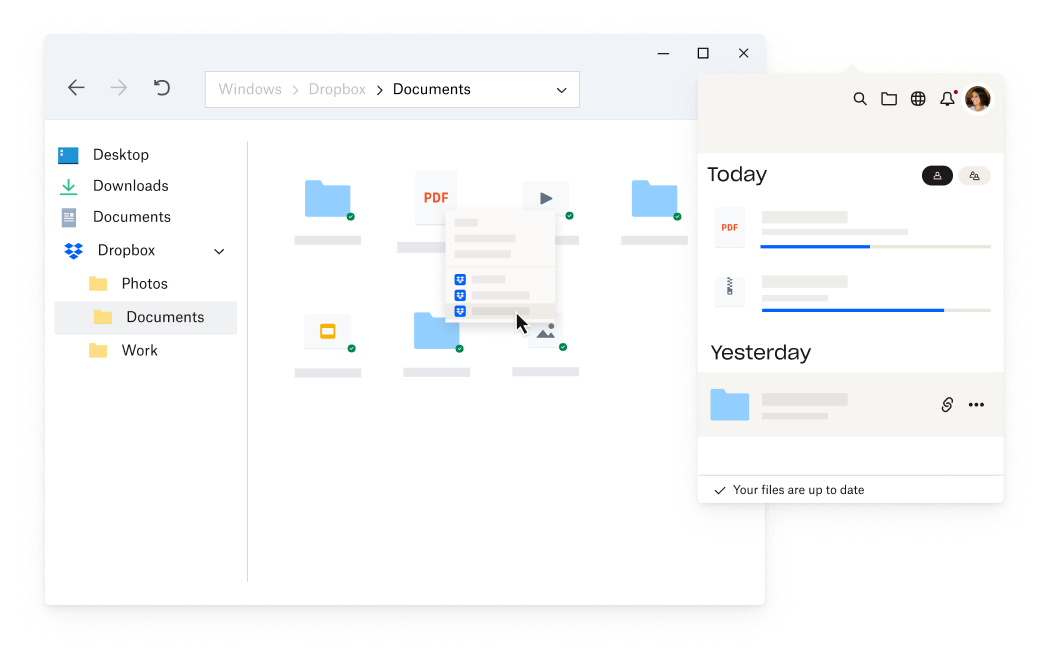 Windows > Dropbox > Documents
Desktop
Downloads
Documents
Dropbox
Photos
Documents
Work
PDF
Today
PDF
Yesterday
Your files are up to date